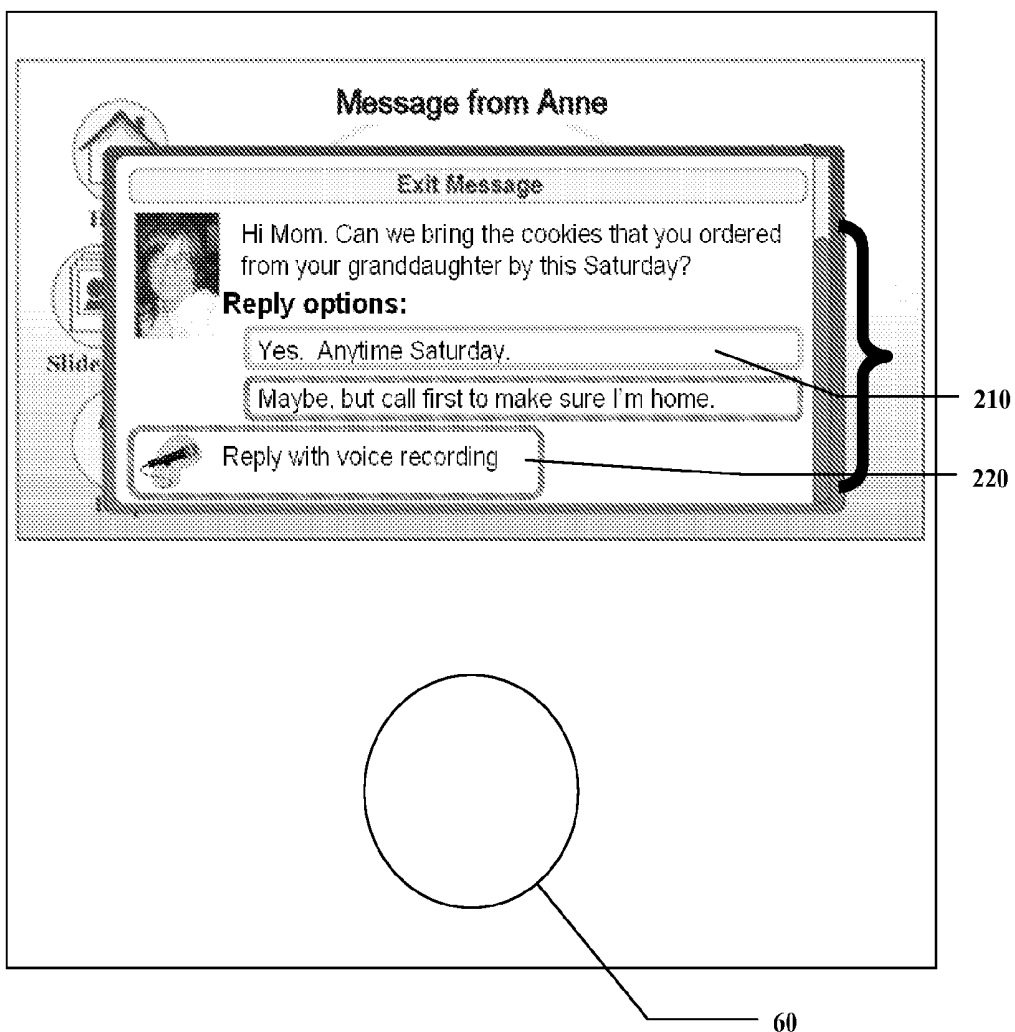 Message from Anne
Exit Message
Hi Mom. Can we bring the cookies that you ordered
from your granddaughter by this Saturday?
Reply options:
Yes. Anytime Saturday.
Slide
Maybe, but call first to make sure I'm home.
210
Reply with voice recording
220
60